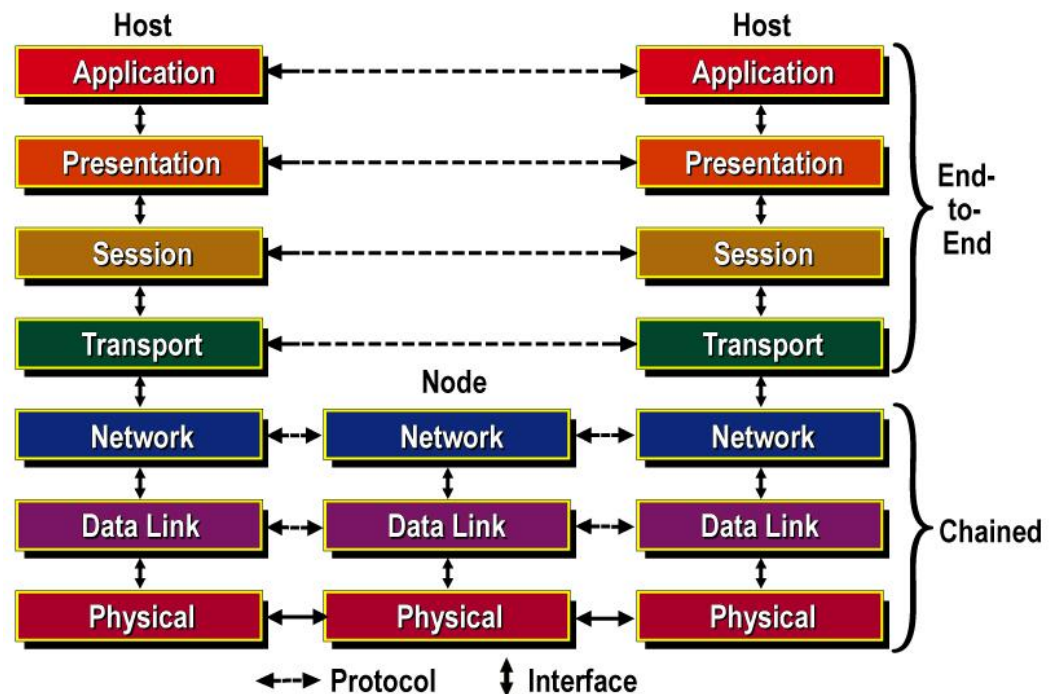 Host Host
Application Application
Presentation Presentation
End-
to-
End
Session Session
Transport Transport
Node
Network Network Network
Data Link Data Link Data Link
Chained
Physical Physical Physical
Protocol Interface